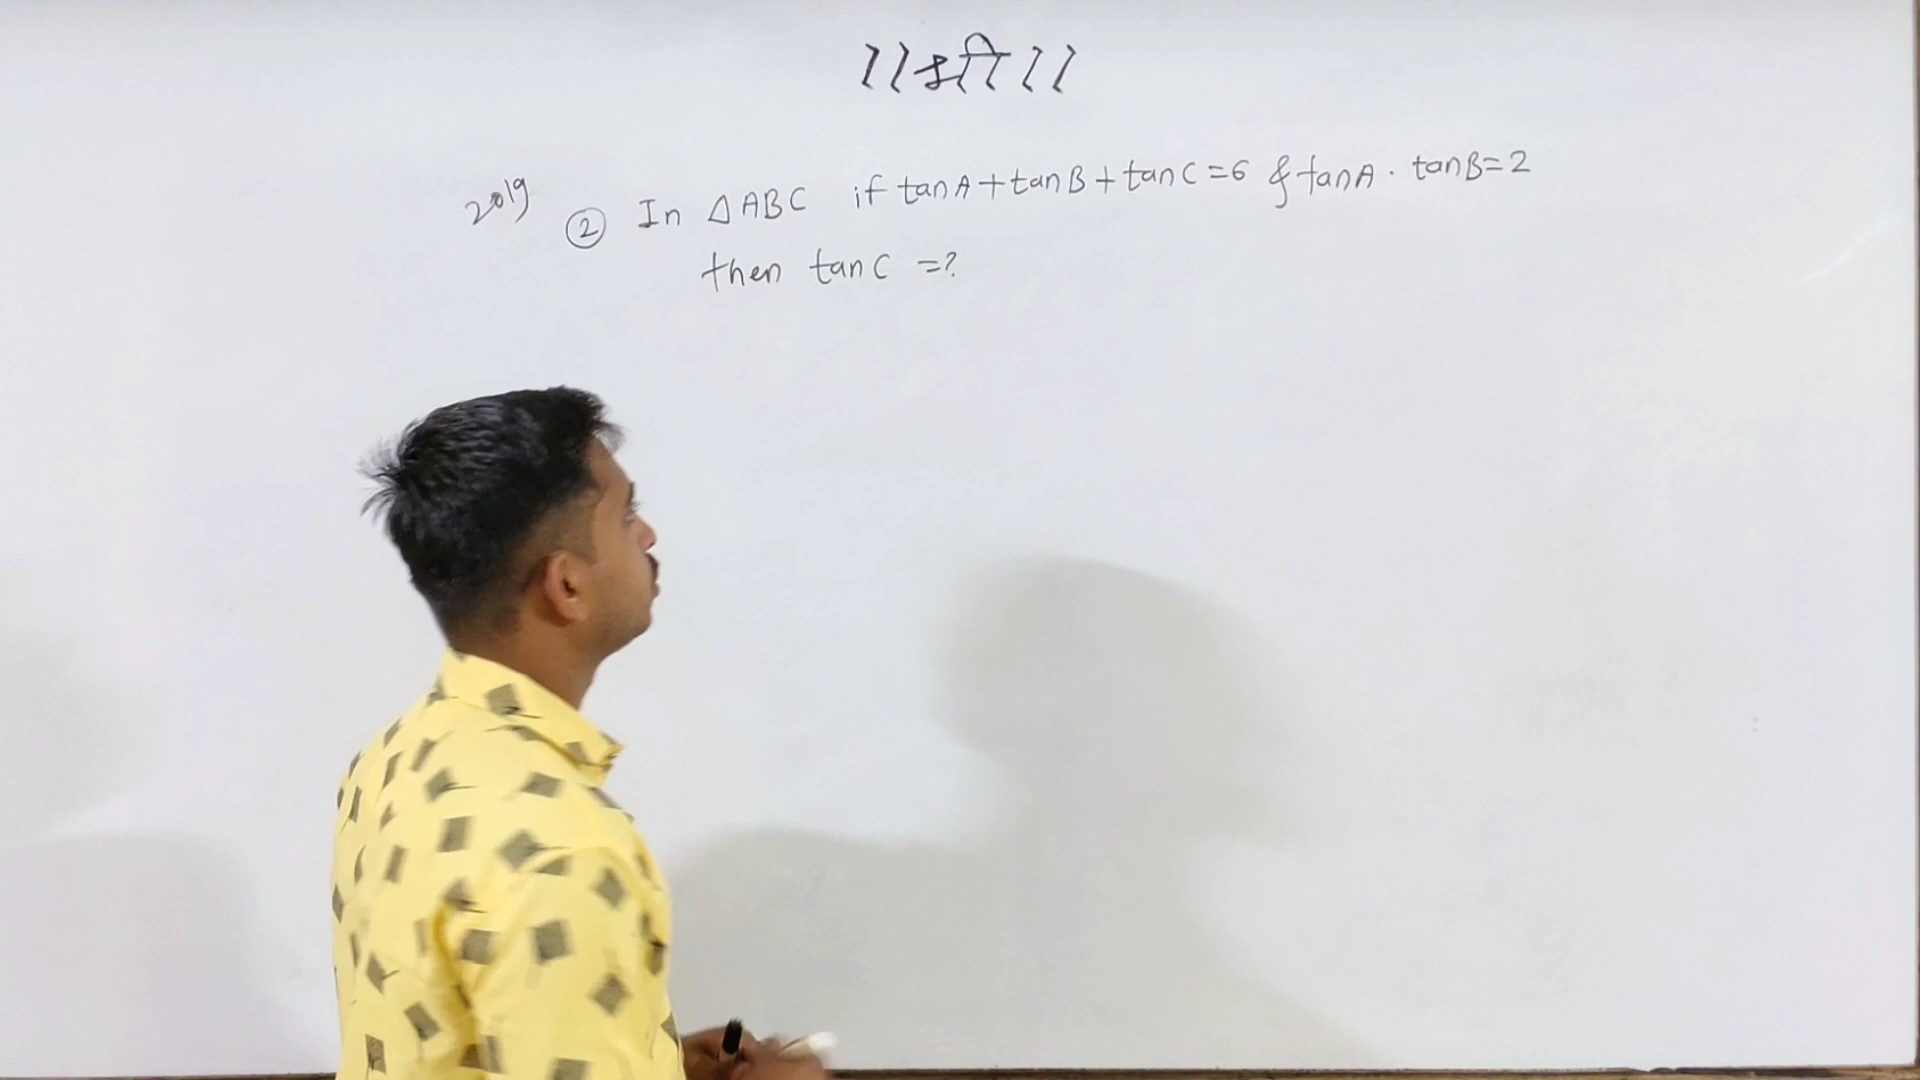 ।।श्री।।
2019 ② In △ABC if tanA+tanB+tanC=6 & tanA · tanB=2
then tanC =?